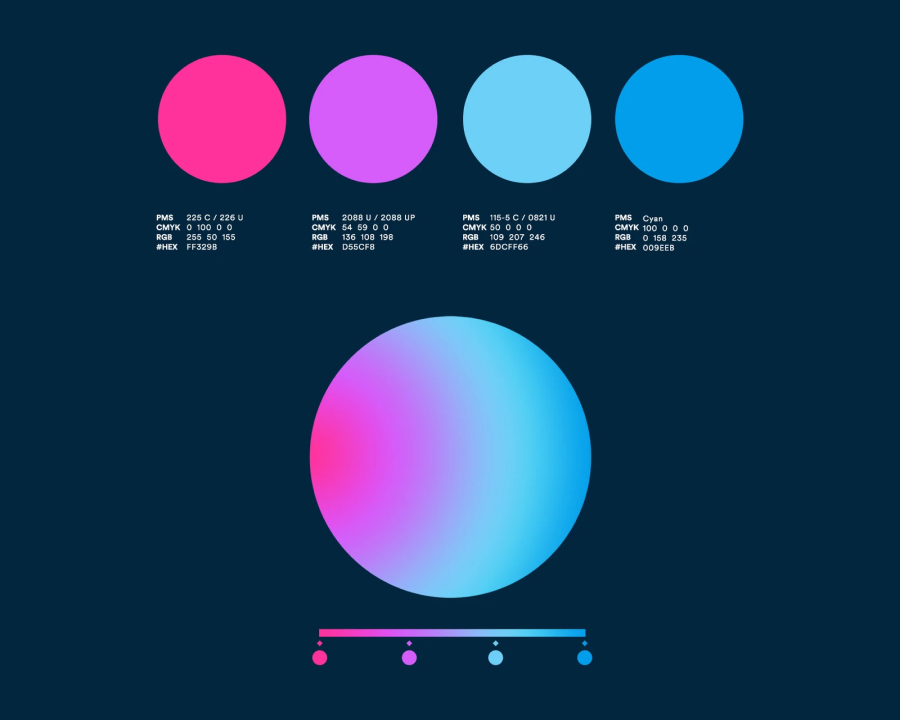 PMS 225 C / 226 U
CMYK 0 100 0 0
RGB 255 50 155
#HEX FF329B
PMS 2088 U / 2088 UP
CMYK 54 59 0 0
RGB 136 108 198
#HEX D55CF8
PMS 115-5 C / 0821 U
CMYK 50 0 0 0
RGB 109 207 246
#HEX 6DCFF66
PMS Cyan
CMYK 100 0 0 0
RGB 0 158 235
#HEX 009EEB